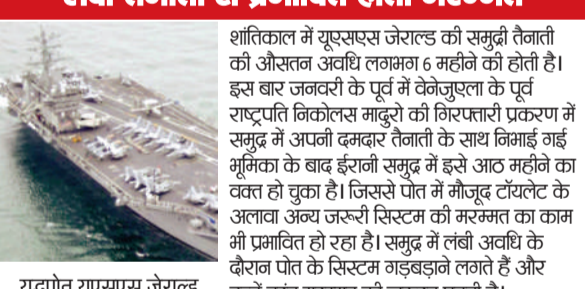 शांतिकाल में यूएसएस जेराल्ड की समुद्री तैनाती
की औसतन अवधि लगभग 6 महीने की होती है।
इस बार जनवरी के पूर्व में वेनेजुएला के पूर्व
राष्ट्रपति निकोलस मादुरो की गिरफ्तारी प्रकरण में
समुद्र में अपनी दमदार तैनाती के साथ निभाई गई
भूमिका के बाद ईरानी समुद्र में इसे आठ महीने का
वक्त हो चुका है। जिससे पोत में मौजूद टॉयलेट के
अलावा अन्य जरूरी सिस्टम की मरम्मत का काम
भी प्रभावित हो रहा है। समुद्र में लंबी अवधि के
दौरान पोत के सिस्टम गड़बड़ाने लगते हैं और
युद्धपोत यूएसएस जेराल्ड